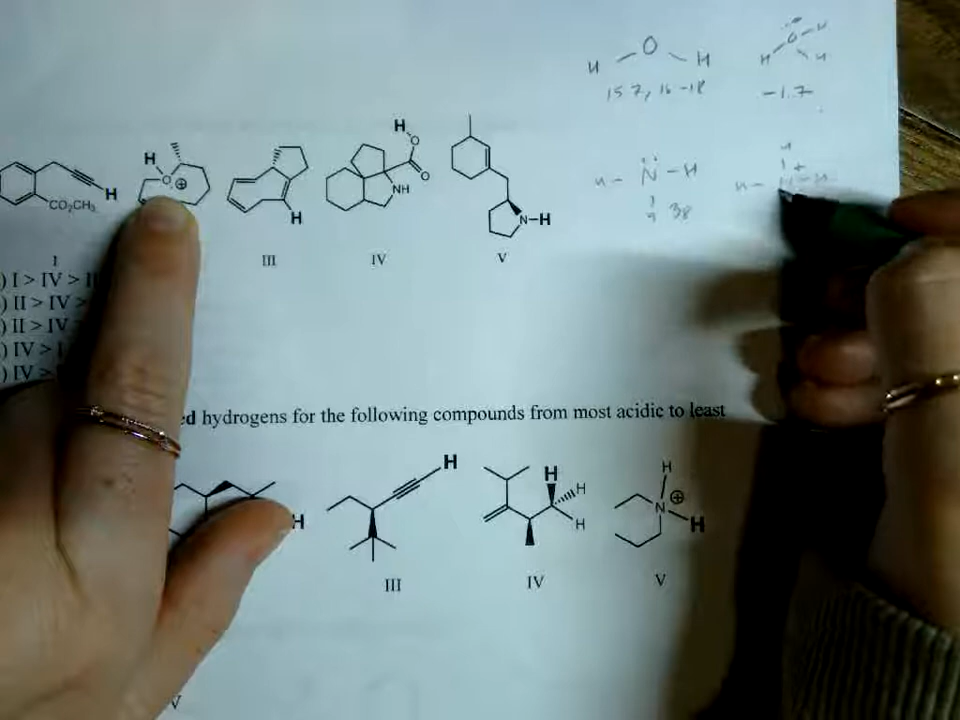 O
H H
15.7, 16-18
O
H H H
-1.7
H
H
O
⊕
H
CO₂CH₃
H
H
O
O
NH
N-H
H-N-H
H 38
H
+
I
III
IV
V
) I > IV > I
) II > IV >
) II > IV
) IV > I
) IV >
ed hydrogens for the following compounds from most acidic to least
H
H
H
H
H
H
N
⊕
H
III
IV
V
V